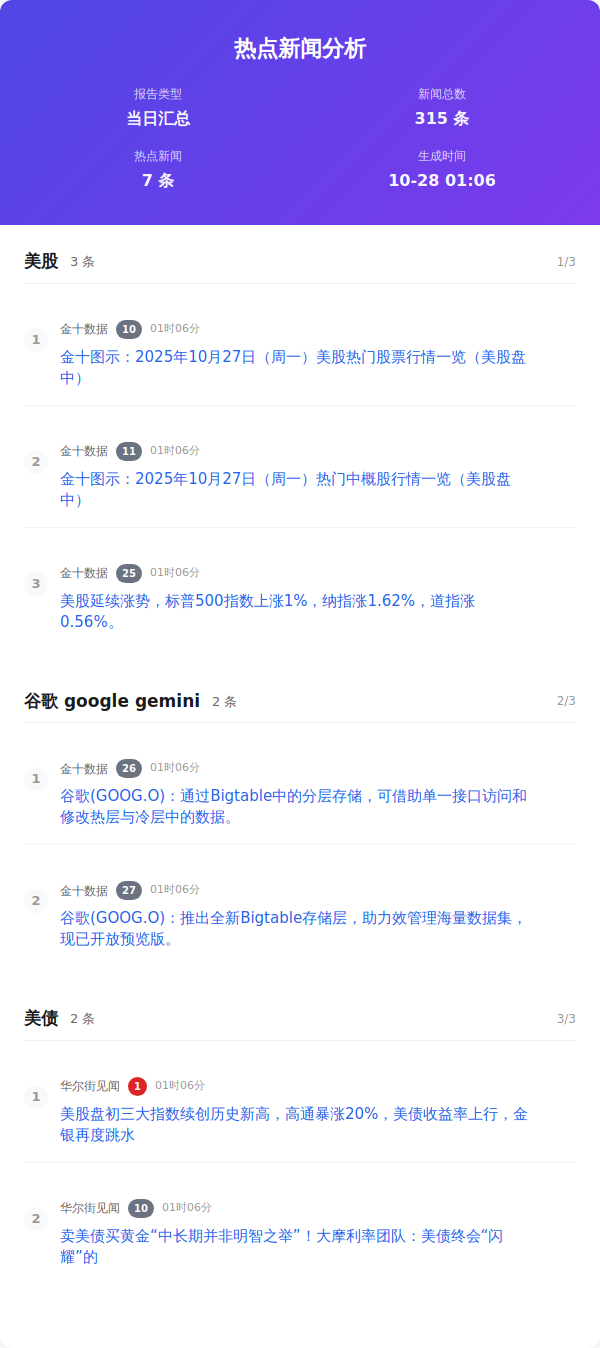 热点新闻分析
报告类型
当日汇总
新闻总数
315 条
热点新闻
7 条
生成时间
10-28 01:06
美股 3 条 1/3
1
金十数据 10 01时06分
金十图示：2025年10月27日（周一）美股热门股票行情一览（美股盘
中）
2
金十数据 11 01时06分
金十图示：2025年10月27日（周一）热门中概股行情一览（美股盘
中）
3
金十数据 25 01时06分
美股延续涨势，标普500指数上涨1%，纳指涨1.62%，道指涨
0.56%。
谷歌 google gemini 2 条 2/3
1
金十数据 26 01时06分
谷歌(GOOG.O)：通过Bigtable中的分层存储，可借助单一接口访问和
修改热层与冷层中的数据。
2
金十数据 27 01时06分
谷歌(GOOG.O)：推出全新Bigtable存储层，助力效管理海量数据集，
现已开放预览版。
美债 2 条 3/3
1
华尔街见闻 1 01时06分
美股盘初三大指数续创历史新高，高通暴涨20%，美债收益率上行，金
银再度跳水
2
华尔街见闻 10 01时06分
卖美债买黄金“中长期并非明智之举”！大摩利率团队：美债终会“闪
耀”的